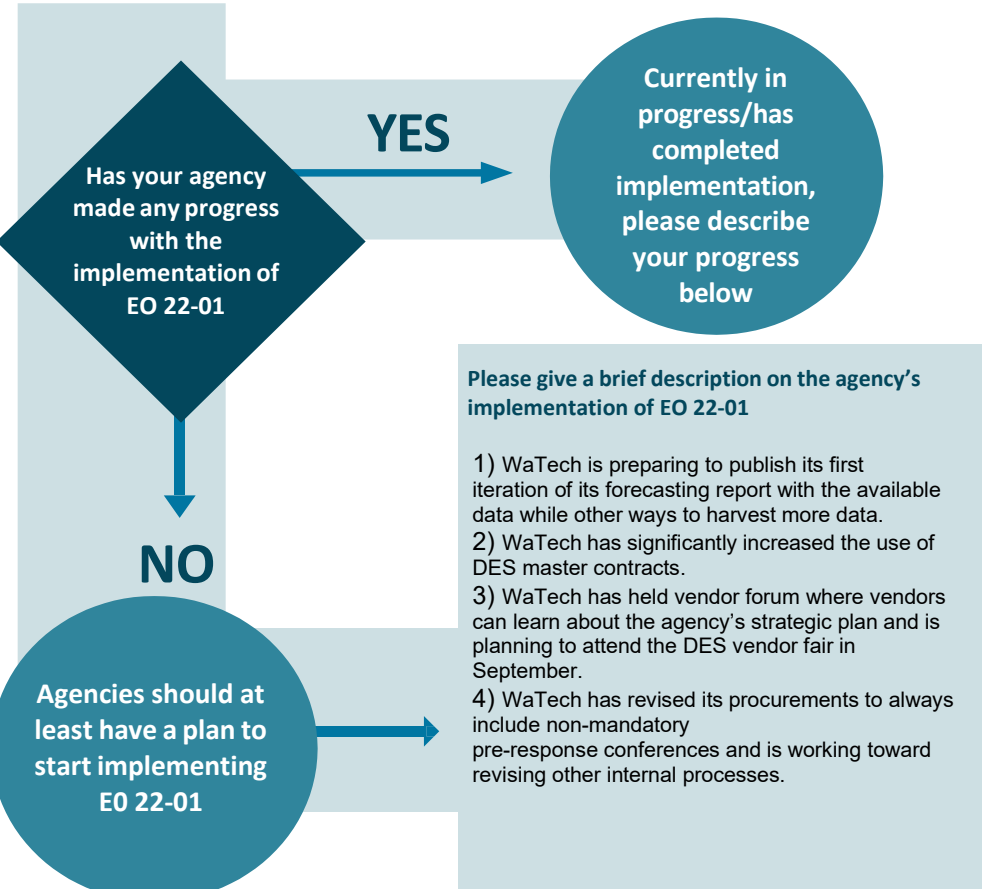 Has your agency
made any progress
with the
implementation of
EO 22-01
YES
Currently in
progress/has
completed
implementation,
please describe
your progress
below
NO
Agencies should at
least have a plan to
start implementing
E0 22-01
Please give a brief description on the agency’s
implementation of EO 22-01
1) WaTech is preparing to publish its first
iteration of its forecasting report with the available
data while other ways to harvest more data.
2) WaTech has significantly increased the use of
DES master contracts.
3) WaTech has held vendor forum where vendors
can learn about the agency’s strategic plan and is
planning to attend the DES vendor fair in
September.
4) WaTech has revised its procurements to always
include non-mandatory
pre-response conferences and is working toward
revising other internal processes.